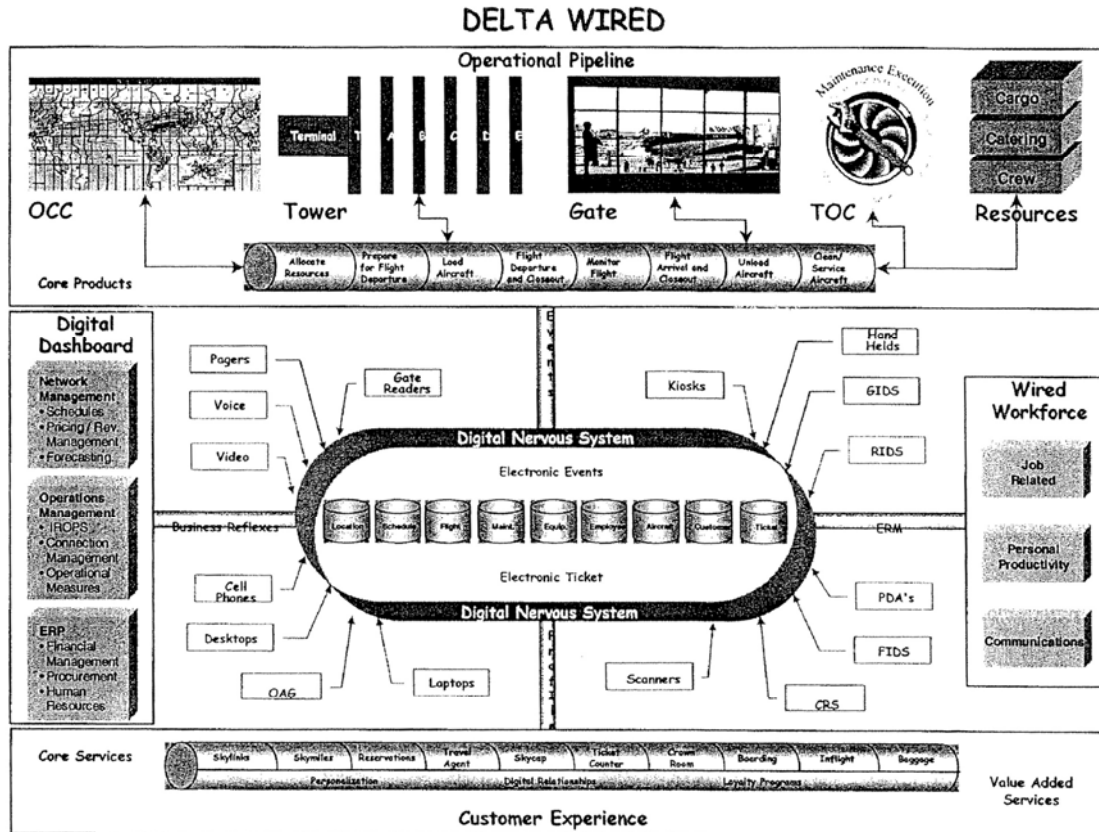 DELTA WIRED
Operational Pipeline
Maintenance Execution
Terminal
T
A
B
C
D
E
Cargo
Catering
Crew
OCC
Tower
Gate
TOC
Resources
Allocate
Resources
Prepare
for Flight
Departure
Load
Aircraft
Flight
Departure
and Closeout
Monitor
Flight
Flight
Arrival and
Closeout
Unload
Aircraft
Clean/
Service
Aircraft
Core Products
Digital
Dashboard
Network
Management
• Schedules
• Pricing / Rev.
Management
• Forecasting
Operations
Management
• IROPS
• Connection
Management
• Operational
Measures
ERP
• Financial
Management
• Procurement
• Human
Resources
Pagers
Voice
Video
Gate
Readers
Events
Kiosks
Hand
Helds
GIDS
RIDS
Digital Nervous System
Electronic Events
Location
Schedule
Flight
Maint.
Equip.
Employee
Aircraft
Customer
Ticket
Electronic Ticket
Digital Nervous System
Business Reflexes
ERM
Cell
Phones
Desktops
OAG
Laptops
Scanners
CRS
FIDS
PDA's
Wired
Workforce
Job
Related
Personal
Productivity
Communications
Core Services
Skylinks
Skymiles
Reservations
Travel
Agent
Skycap
Ticket
Counter
Crown
Room
Boarding
Inflight
Baggage
Personalization
Digital Relationships
Loyalty Programs
Value Added
Services
Customer Experience